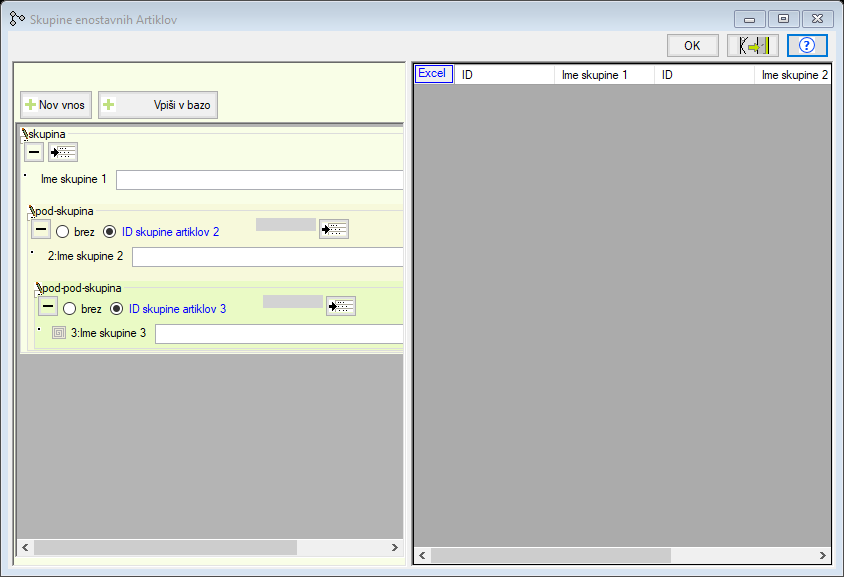 Skupine enostavnih Artiklov
OK
?
Nov vnos
Vpiši v bazo
Excel
ID
Ime skupine 1
ID
Ime skupine 2
skupina
Ime skupine 1
pod-skupina
brez
ID skupine artiklov 2
2:Ime skupine 2
pod-pod-skupina
brez
ID skupine artiklov 3
3:Ime skupine 3